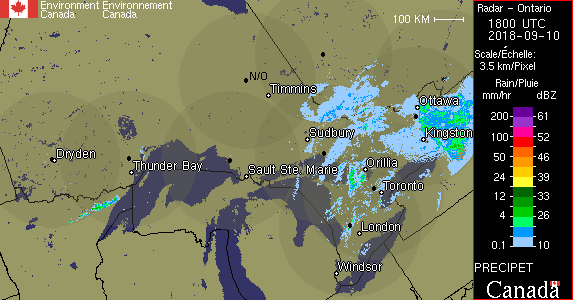 Environment Environnement
Canada Canada
100 KM
N/O
Timmins
Ottawa
Sudbury
Kingston
Dryden
Thunder Bay
Sault Ste. Marie
Orillia
Toronto
London
Windsor
Radar - Ontario
1800 UTC
2018-09-10
Scale/Échelle:
3.5 km/Pixel
Rain/Pluie
mm/hr dBZ
200 61
100 52
50 46
24 39
12 33
4 26
0.1 10
PRECIPET
Canada